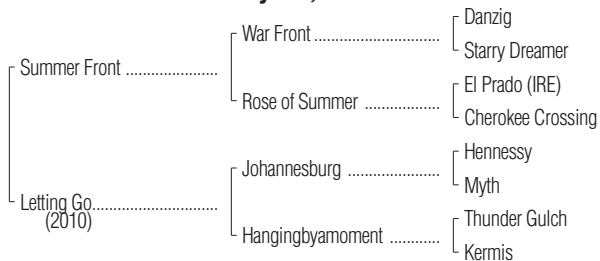 Danzig
War Front
Starry Dreamer
Summer Front
El Prado (IRE)
Rose of Summer
Cherokee Crossing
Hennessy
Johannesburg
Myth
Letting Go
(2010)
Thunder Gulch
Hangingbyamoment
Kermis